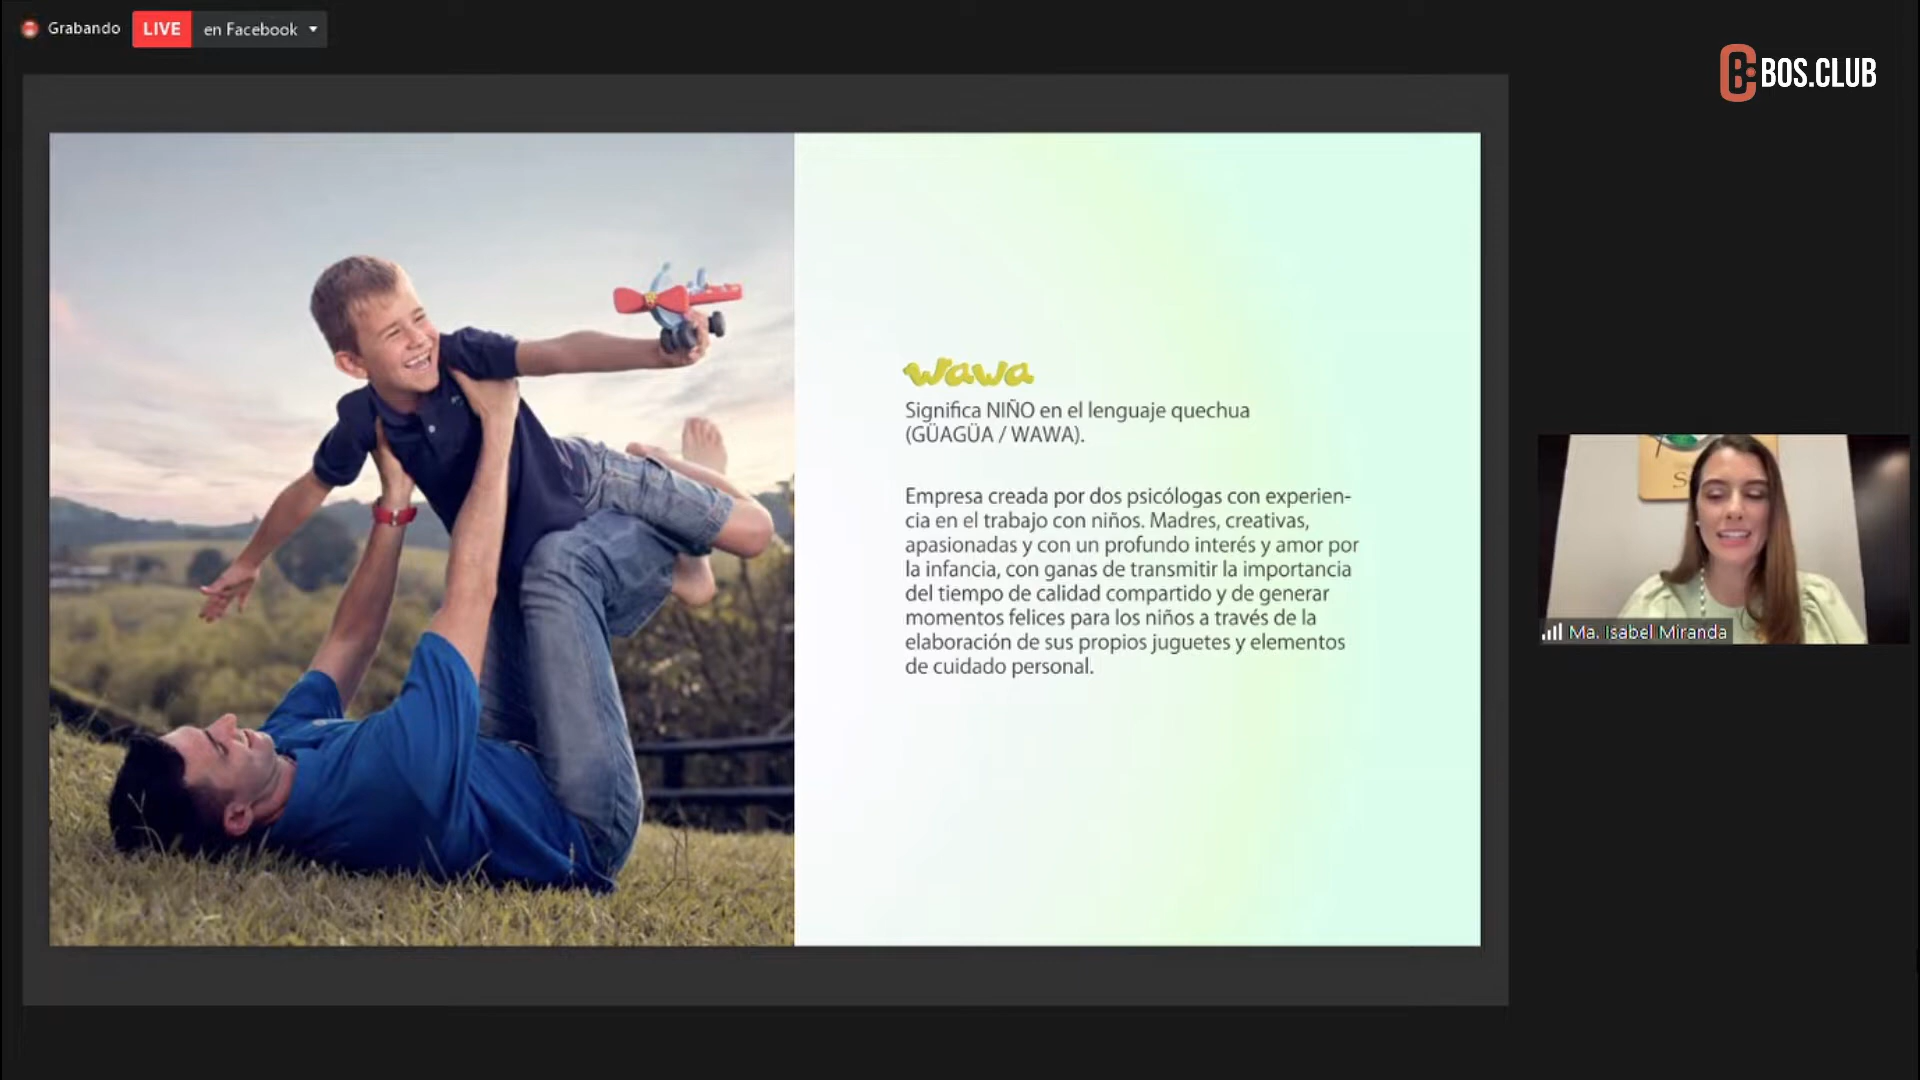 Grabando
LIVE en Facebook
BOS.CLUB
wawa
Significa NIÑO en el lenguaje quechua
(GÜAGÜA / WAWA).
Empresa creada por dos psicólogas con experien-
cia en el trabajo con niños. Madres, creativas,
apasionadas y con un profundo interés y amor por
la infancia, con ganas de transmitir la importancia
del tiempo de calidad compartido y de generar
momentos felices para los niños a través de la
elaboración de sus propios juguetes y elementos
de cuidado personal.
Ma. Isabel Miranda